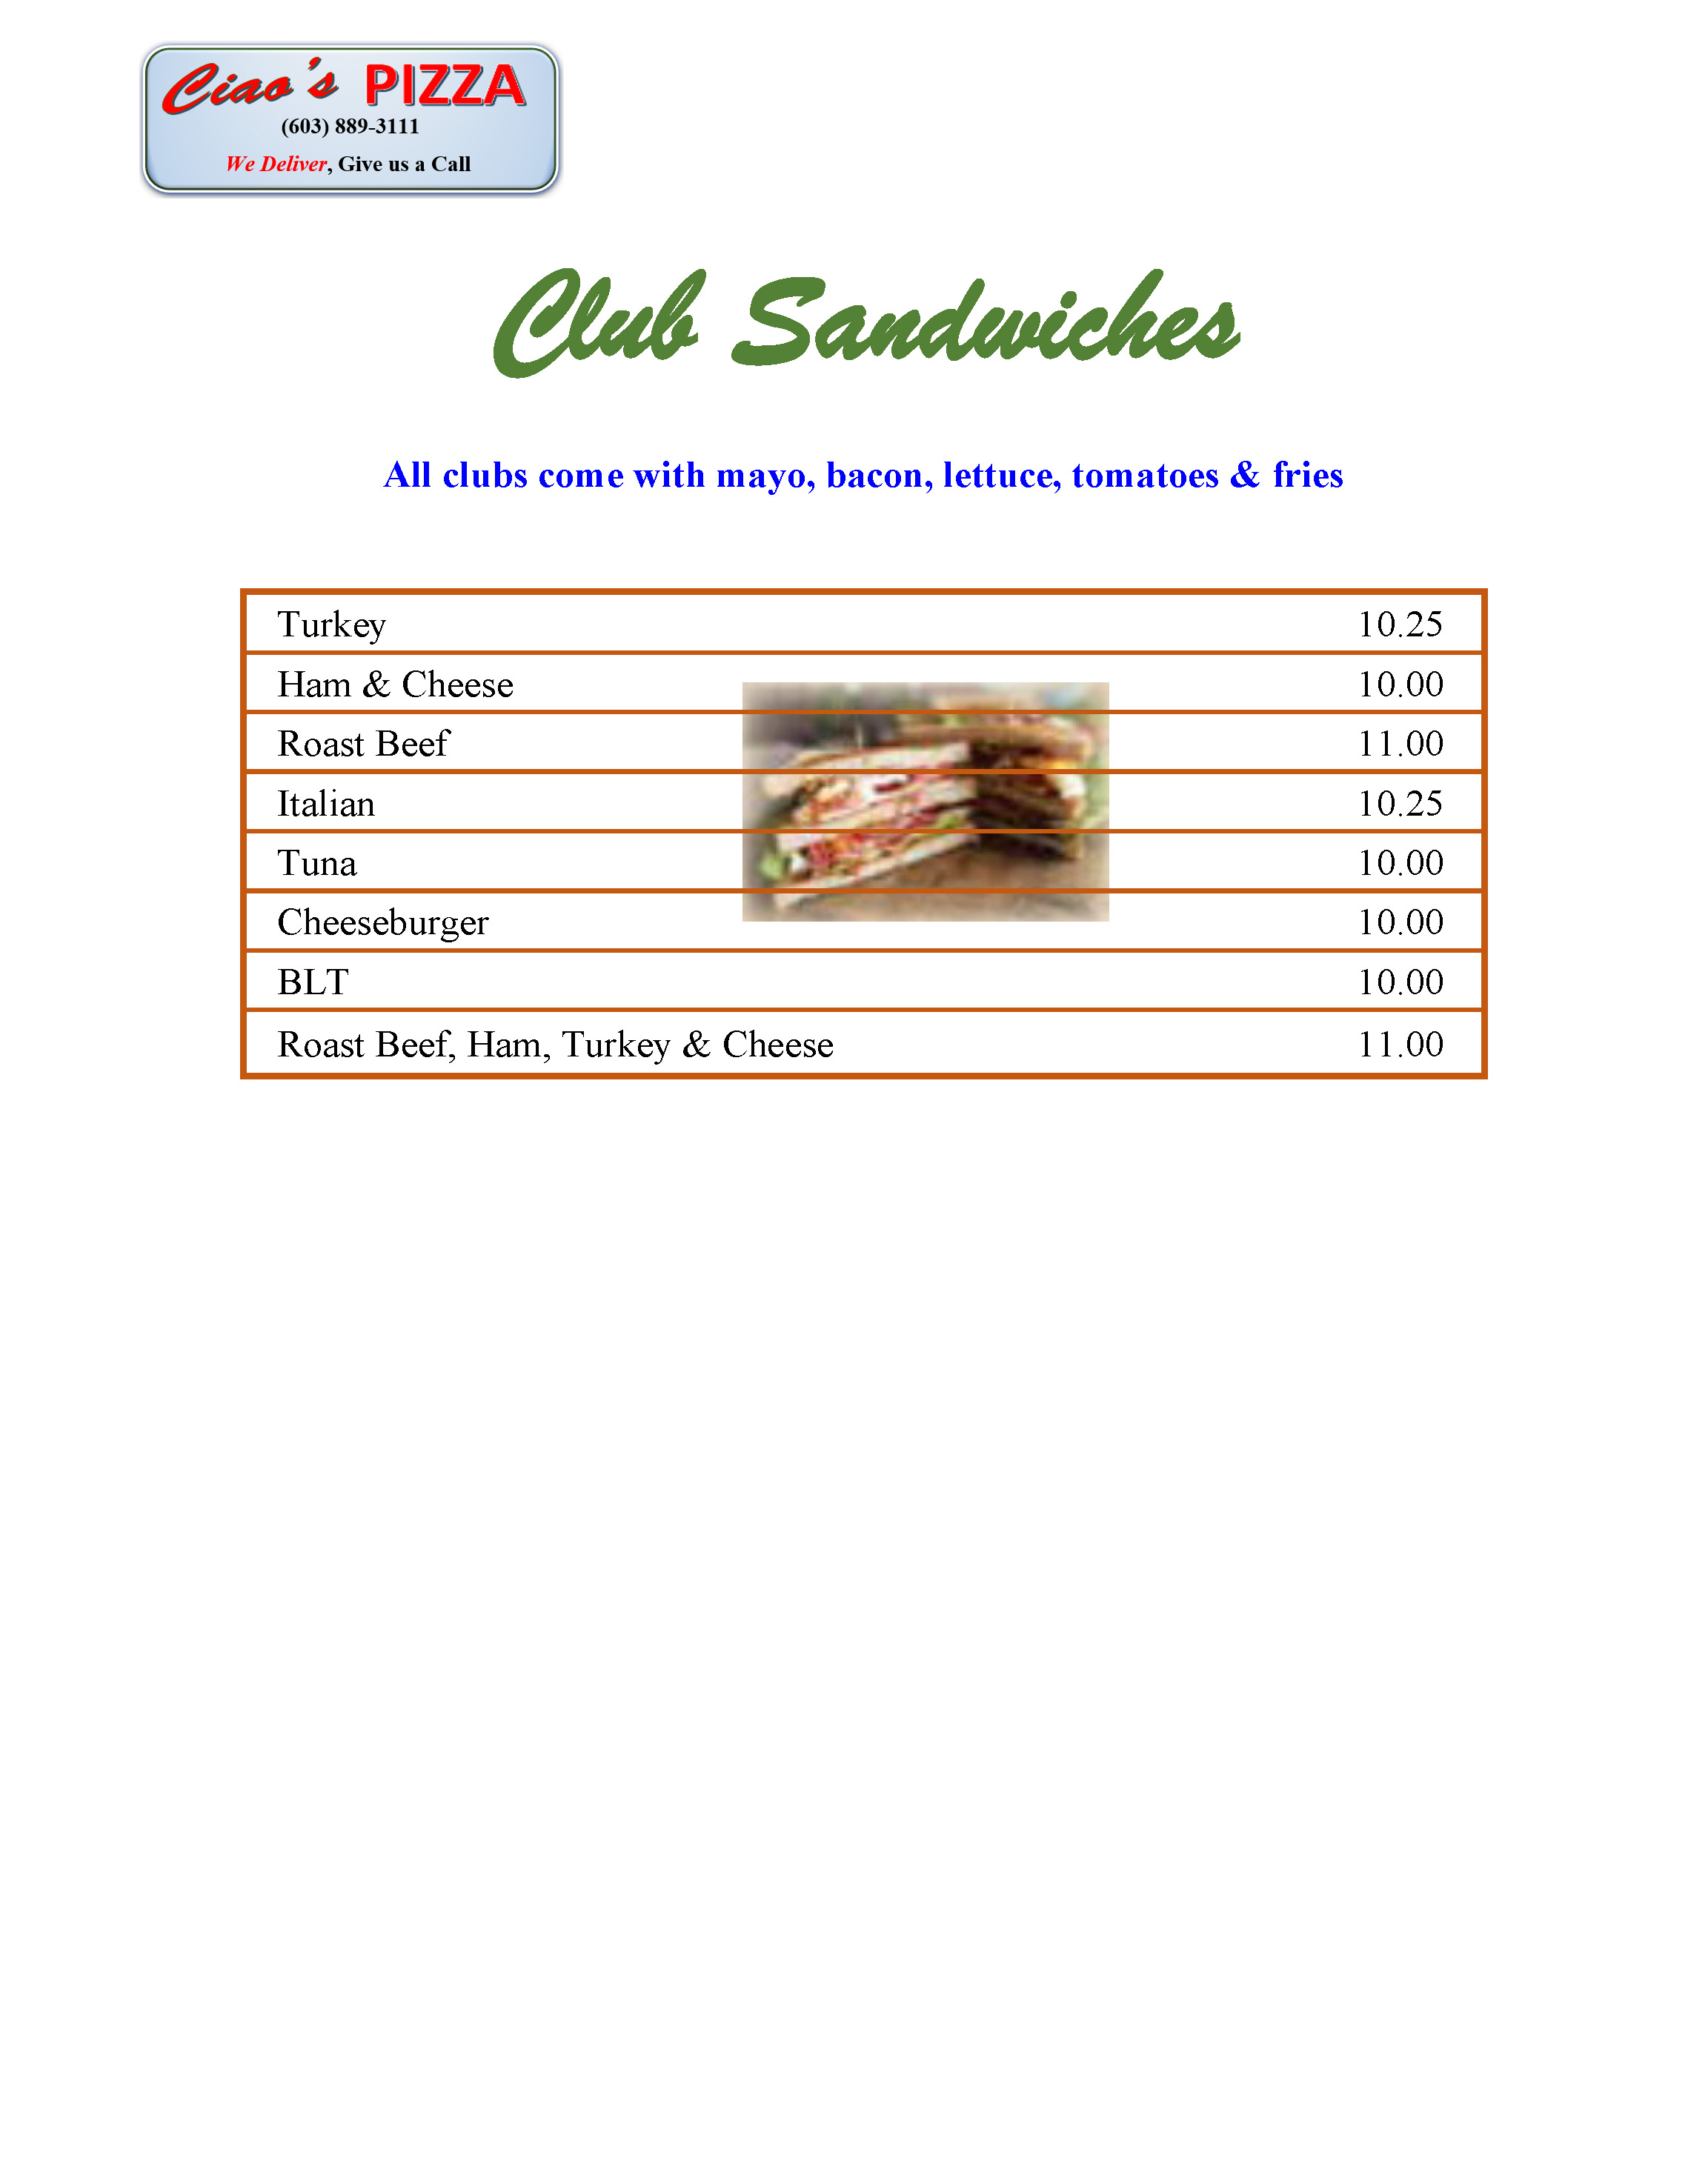 Ciao's PIZZA
(603) 889-3111
We Deliver, Give us a Call
Club Sandwiches
All clubs come with mayo, bacon, lettuce, tomatoes & fries
Turkey 10.25
Ham & Cheese 10.00
Roast Beef 11.00
Italian 10.25
Tuna 10.00
Cheeseburger 10.00
BLT 10.00
Roast Beef, Ham, Turkey & Cheese 11.00